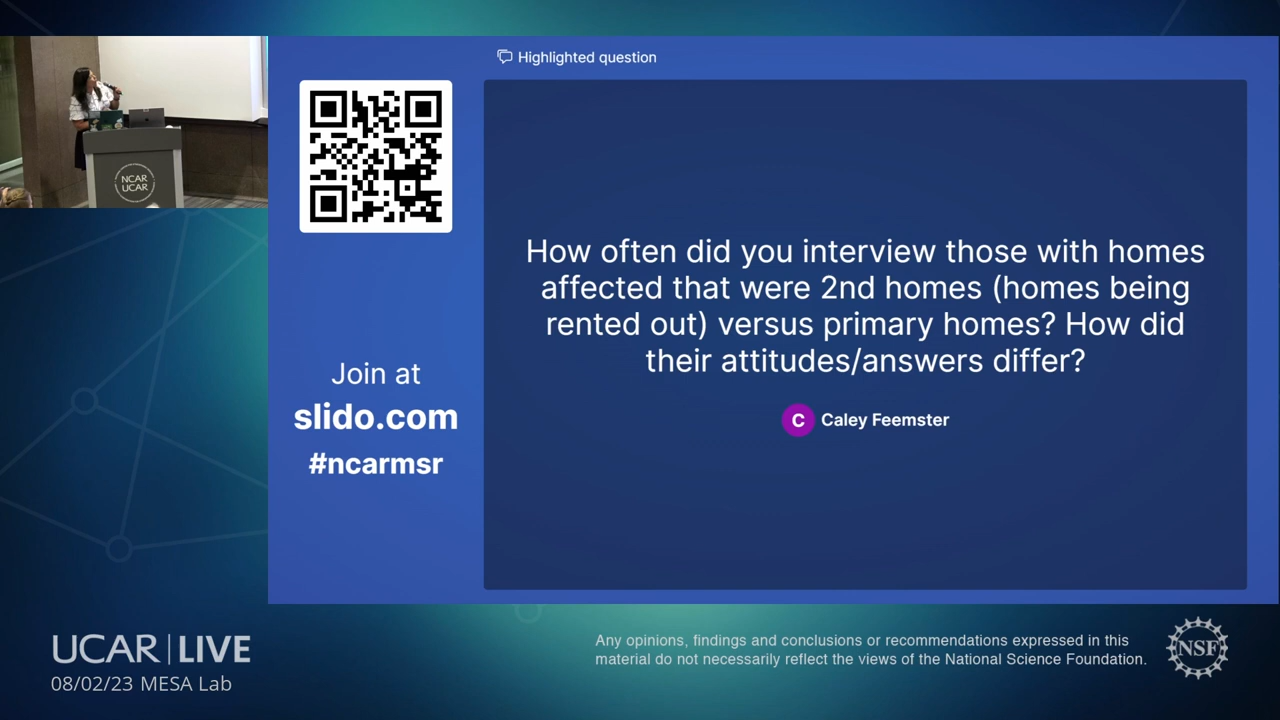 Highlighted question
NCAR
UCAR
How often did you interview those with homes
affected that were 2nd homes (homes being
rented out) versus primary homes? How did
their attitudes/answers differ?
C Caley Feemster
Join at
slido.com
#ncarmsr
UCAR | LIVE
08/02/23 MESA Lab
Any opinions, findings and conclusions or recommendations expressed in this
material do not necessarily reflect the views of the National Science Foundation.
NSF